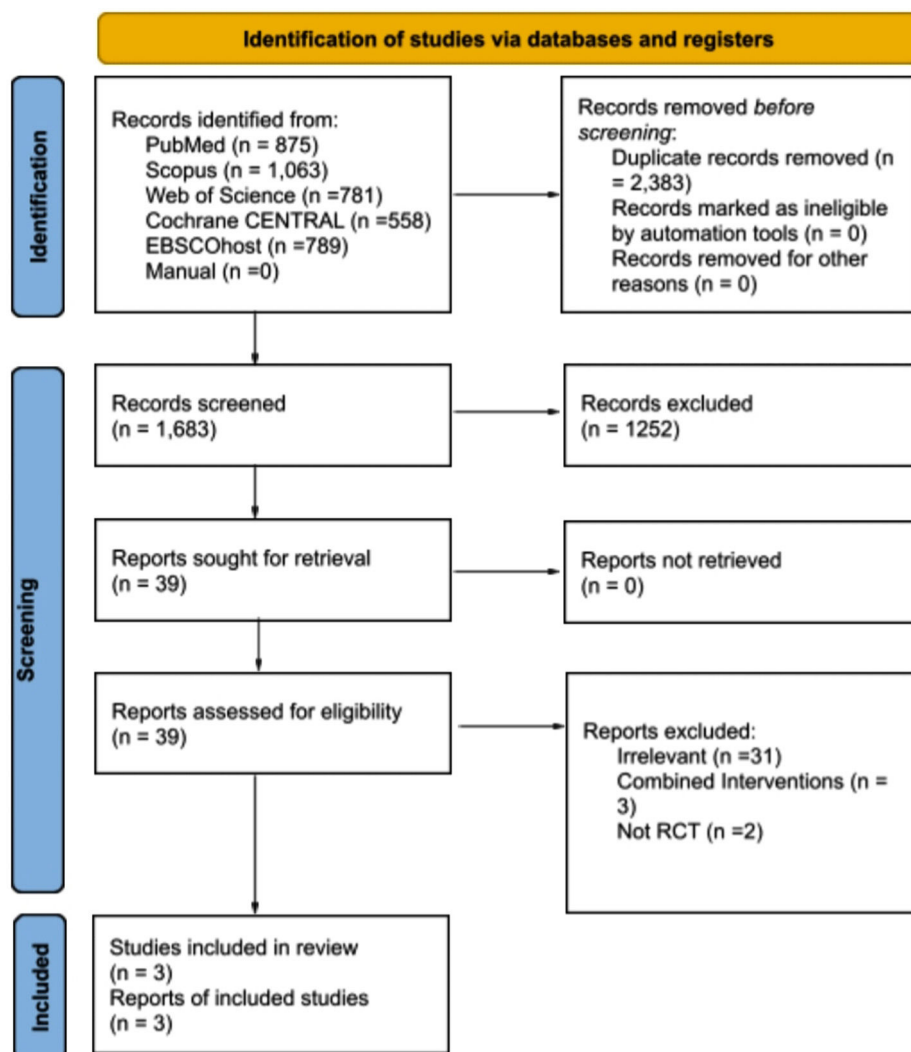 Identification of studies via databases and registers
Identification
Records identified from:
PubMed (n = 875)
Scopus (n = 1,063)
Web of Science (n =781)
Cochrane CENTRAL (n =558)
EBSCOhost (n =789)
Manual (n =0)
Records removed before
screening:
Duplicate records removed (n
= 2,383)
Records marked as ineligible
by automation tools (n = 0)
Records removed for other
reasons (n = 0)
Screening
Records screened
(n = 1,683)
Records excluded
(n = 1252)
Reports sought for retrieval
(n = 39)
Reports not retrieved
(n = 0)
Reports assessed for eligibility
(n = 39)
Reports excluded:
Irrelevant (n =31)
Combined Interventions (n =
3)
Not RCT (n =2)
Included
Studies included in review
(n = 3)
Reports of included studies
(n = 3)